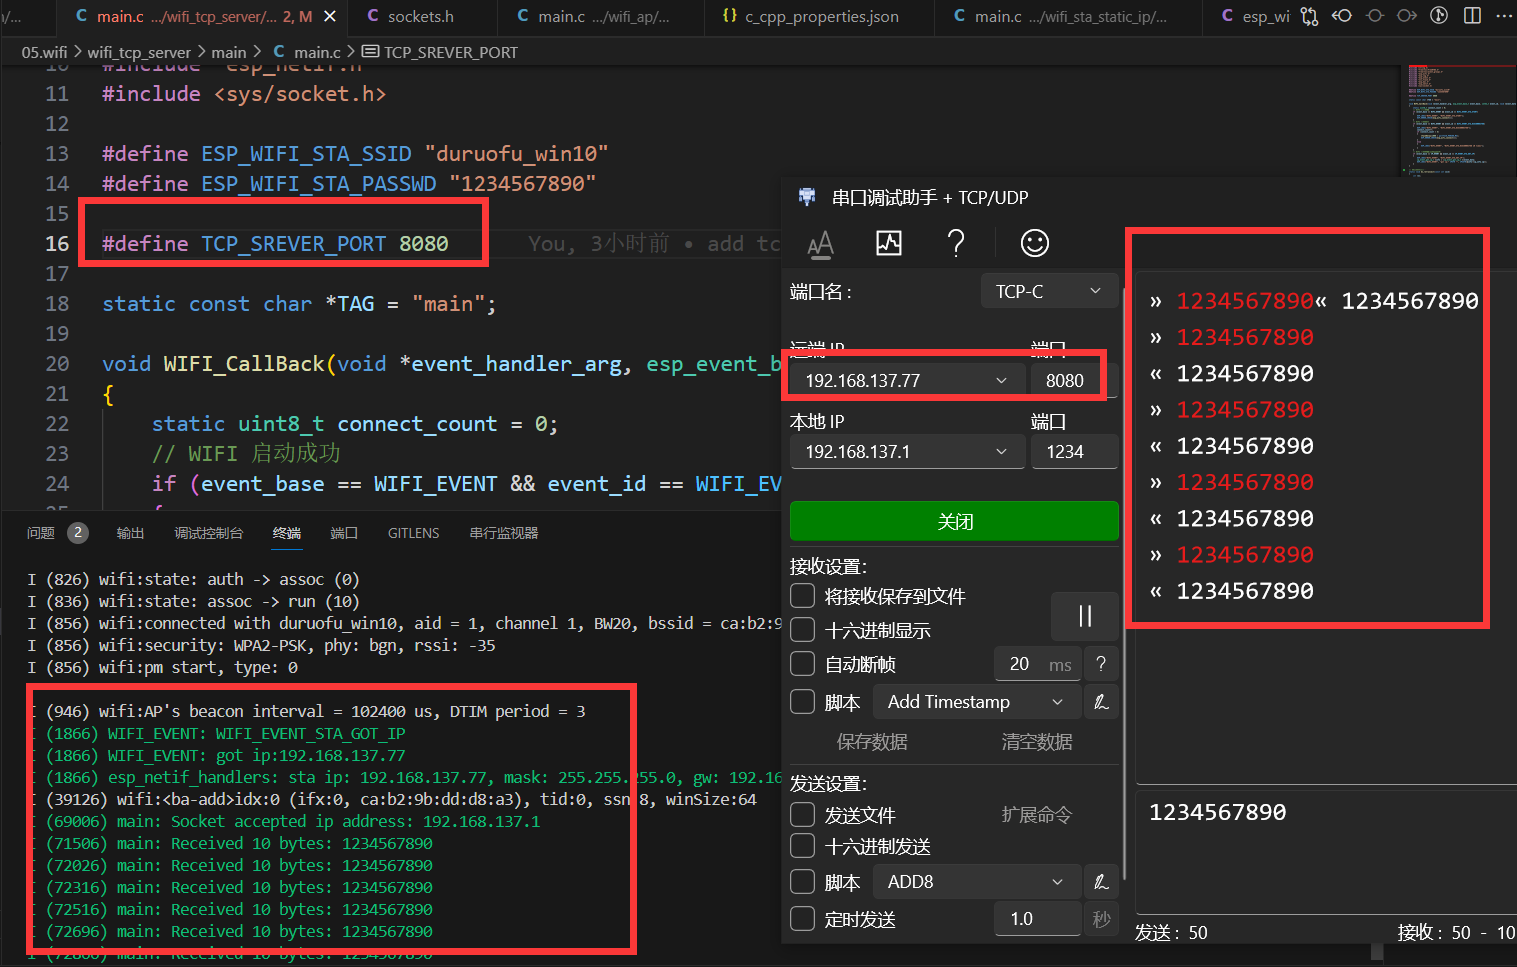 n/...
C main.c .../wifi_tcp_server/... 2, M
C sockets.h
C main.c .../wifi_ap/...
{} c_cpp_properties.json
C main.c .../wifi_sta_static_ip/...
C esp_wi
05.wifi > wifi_tcp_server > main > C main.c > TCP_SREVER_PORT
10 #include "esp_netif.h"
11 #include <sys/socket.h>
12
13 #define ESP_WIFI_STA_SSID "duruofu_win10"
14 #define ESP_WIFI_STA_PASSWD "1234567890"
15
16 #define TCP_SREVER_PORT 8080 You, 3小时前 • add tc
17
18 static const char *TAG = "main";
19
20 void WIFI_CallBack(void *event_handler_arg, esp_event_b
21 {
22 static uint8_t connect_count = 0;
23 // WIFI 启动成功
24 if (event_base == WIFI_EVENT && event_id == WIFI_EV
问题 2 输出 调试控制台 终端 端口 GITLENS 串行监视器
I (826) wifi:state: auth -> assoc (0)
I (836) wifi:state: assoc -> run (10)
I (856) wifi:connected with duruofu_win10, aid = 1, channel 1, BW20, bssid = ca:b2:9
I (856) wifi:security: WPA2-PSK, phy: bgn, rssi: -35
I (856) wifi:pm start, type: 0
I (946) wifi:AP's beacon interval = 102400 us, DTIM period = 3
I (1866) WIFI_EVENT: WIFI_EVENT_STA_GOT_IP
I (1866) WIFI_EVENT: got ip:192.168.137.77
I (1866) esp_netif_handlers: sta ip: 192.168.137.77, mask: 255.255.255.0, gw: 192.16
I (39126) wifi:<ba-add>idx:0 (ifx:0, ca:b2:9b:dd:d8:a3), tid:0, ssn:8, winSize:64
I (69006) main: Socket accepted ip address: 192.168.137.1
I (71506) main: Received 10 bytes: 1234567890
I (72026) main: Received 10 bytes: 1234567890
I (72316) main: Received 10 bytes: 1234567890
I (72516) main: Received 10 bytes: 1234567890
I (72696) main: Received 10 bytes: 1234567890
I (72866) main: Received 10 bytes: 1234567890
串口调试助手 + TCP/UDP
端口名 : TCP-C
远端 IP 端口
192.168.137.77 8080
本地 IP 端口
192.168.137.1 1234
关闭
接收设置:
将接收保存到文件
十六进制显示
自动断帧 20 ms ?
脚本 Add Timestamp
保存数据 清空数据
发送设置:
发送文件 扩展命令
十六进制发送
脚本 ADD8
定时发送 1.0 秒
» 1234567890« 1234567890
» 1234567890
« 1234567890
» 1234567890
« 1234567890
» 1234567890
« 1234567890
» 1234567890
« 1234567890
1234567890
发送 : 50 接收 : 50 - 10